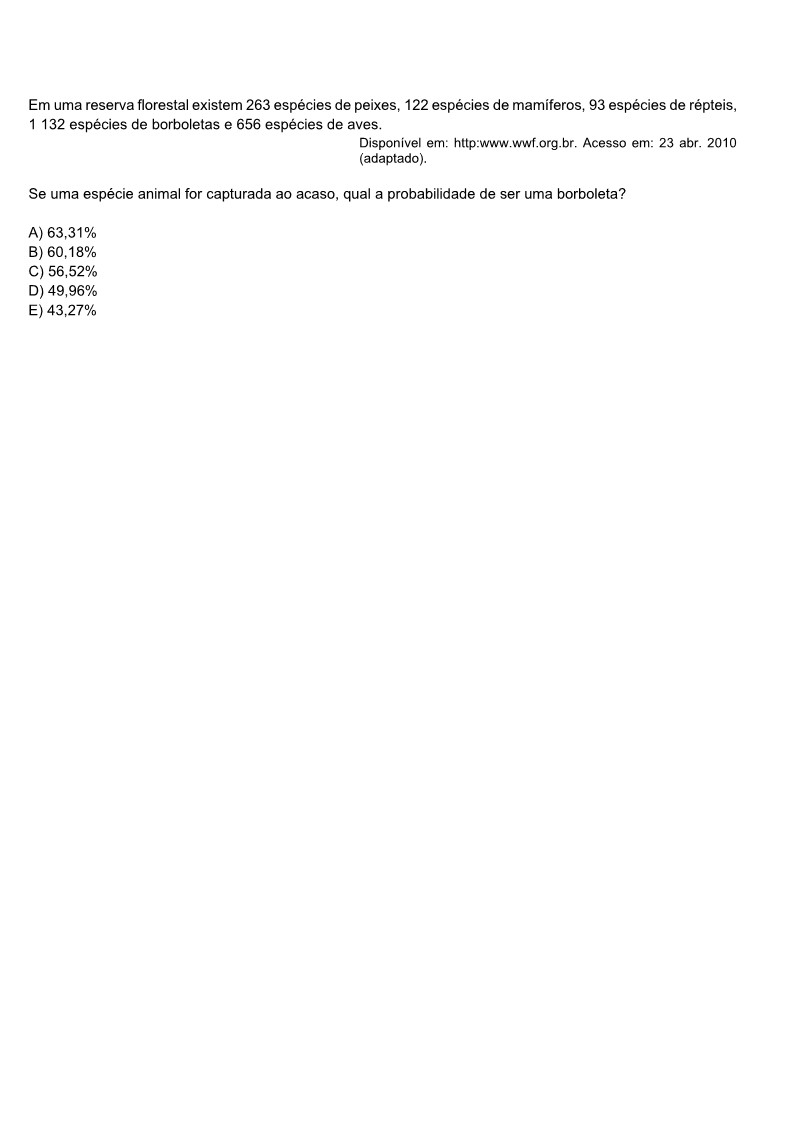 Em uma reserva florestal existem 263 espécies de peixes, 122 espécies de mamíferos, 93 espécies de répteis,
1 132 espécies de borboletas e 656 espécies de aves.
Disponível em: http:www.wwf.org.br. Acesso em: 23 abr. 2010
(adaptado).
Se uma espécie animal for capturada ao acaso, qual a probabilidade de ser uma borboleta?
A) 63,31%
B) 60,18%
C) 56,52%
D) 49,96%
E) 43,27%